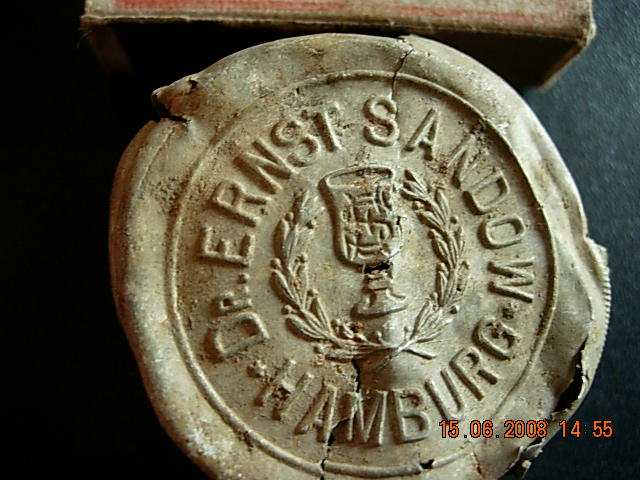 Dr. ERNST SANDOW
HAMBURG
15.06.2008 14:55